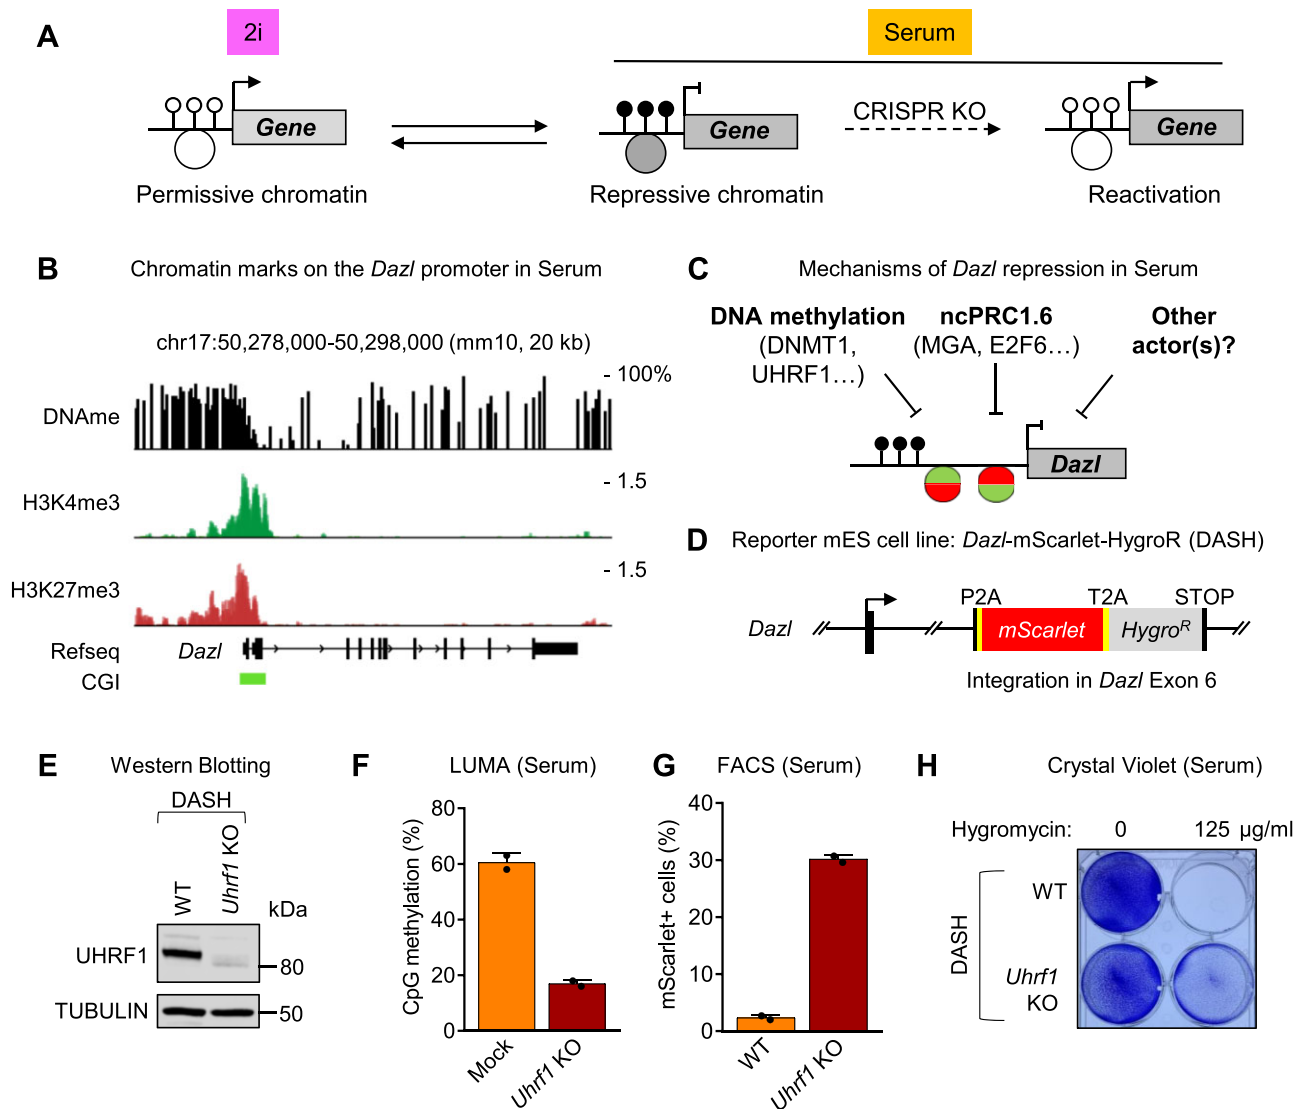 A
2i
Serum
Gene
Gene
CRISPR KO
Gene
Permissive chromatin
Repressive chromatin
Reactivation
B
Chromatin marks on the Dazl promoter in Serum
chr17:50,278,000-50,298,000 (mm10, 20 kb)
- 100%
DNAme
- 1.5
H3K4me3
- 1.5
H3K27me3
Refseq
Dazl
CGI
C
Mechanisms of Dazl repression in Serum
DNA methylation
(DNMT1,
UHRF1…)
ncPRC1.6
(MGA, E2F6…)
Other
actor(s)?
Dazl
D
Reporter mES cell line: Dazl-mScarlet-HygroR (DASH)
P2A
T2A
STOP
Dazl
mScarlet
HygroR
Integration in Dazl Exon 6
E
Western Blotting
DASH
WT
Uhrf1 KO
kDa
UHRF1
80
TUBULIN
50
F
LUMA (Serum)
CpG methylation (%)
80
60
40
20
0
Mock
Uhrf1 KO
G
FACS (Serum)
mScarlet+ cells (%)
40
30
20
10
0
WT
Uhrf1 KO
H
Crystal Violet (Serum)
Hygromycin: 0 125 µg/ml
DASH
WT
Uhrf1
KO